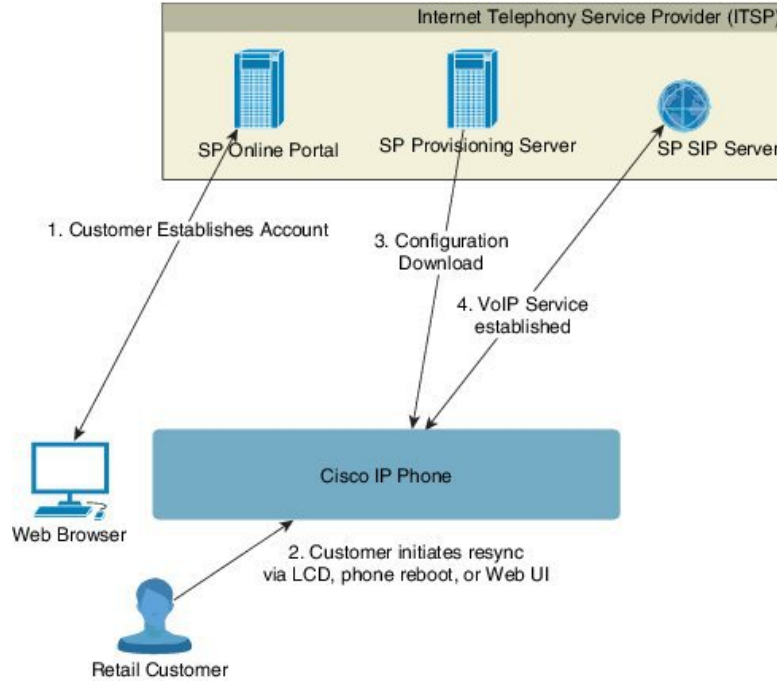 Internet Telephony Service Provider (ITSP)
SP Online Portal
SP Provisioning Server
SP SIP Server
1. Customer Establishes Account
3. Configuration
Download
4. VoIP Service
established
Cisco IP Phone
Web Browser
2. Customer initiates resync
via LCD, phone reboot, or Web UI
Retail Customer